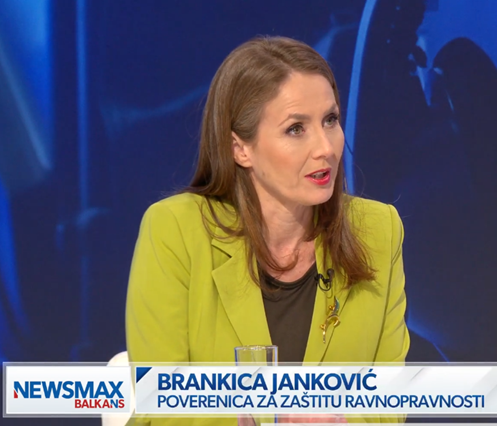 NEWSMAX
BALKANS
BRANKICA JANKOVIĆ
POVERENICA ZA ZAŠTITU RAVNOPRAVNOSTI